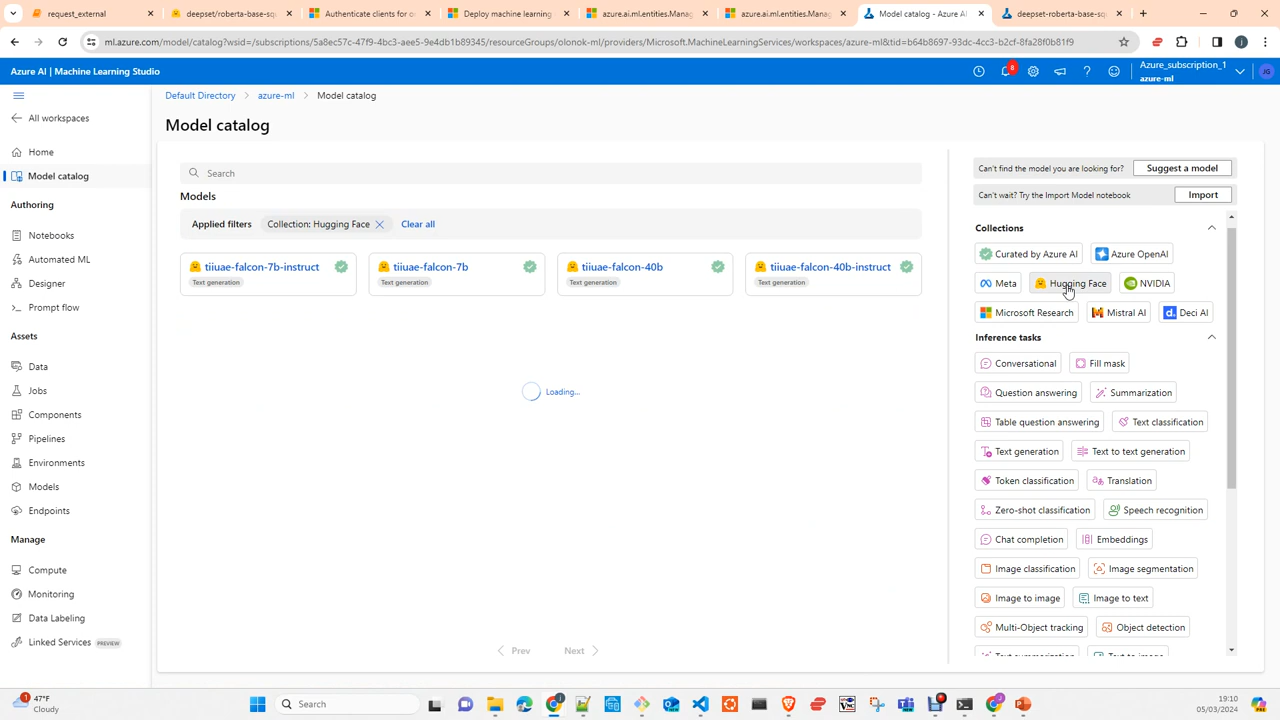 request_external
deepset/roberta-base-squ
Authenticate clients for on
Deploy machine learning
azure.ai.ml.entities.Manag
azure.ai.ml.entities.Manag
Model catalog - Azure AI
deepset-roberta-base-squ
ml.azure.com/model/catalog?wsid=/subscriptions/5a8ec57c-47f9-4bc3-aee5-9e4db1b89345/resourceGroups/olonok-ml/providers/Microsoft.MachineLearningServices/workspaces/azure-ml&tid=b64b8697-93dc-4cc3-b2cf-8fa28f0b81f9
Azure AI | Machine Learning Studio
8
Azure_subscription_1
azure-ml
JG
All workspaces
Home
Model catalog
Authoring
Notebooks
Automated ML
Designer
Prompt flow
Assets
Data
Jobs
Components
Pipelines
Environments
Models
Endpoints
Manage
Compute
Monitoring
Data Labeling
Linked Services PREVIEW
Default Directory > azure-ml > Model catalog
Model catalog
Search
Models
Applied filters Collection: Hugging Face Clear all
tiiuae-falcon-7b-instruct
Text generation
tiiuae-falcon-7b
Text generation
tiiuae-falcon-40b
Text generation
tiiuae-falcon-40b-instruct
Text generation
Loading...
Prev Next
Can't find the model you are looking for? Suggest a model
Can't wait? Try the Import Model notebook Import
Collections
Curated by Azure AI Azure OpenAI
Meta Hugging Face NVIDIA
Microsoft Research Mistral AI Deci AI
Inference tasks
Conversational Fill mask
Question answering Summarization
Table question answering Text classification
Text generation Text to text generation
Token classification Translation
Zero-shot classification Speech recognition
Chat completion Embeddings
Image classification Image segmentation
Image to image Image to text
Multi-Object tracking Object detection
Text summarization Text to image
1
47°F
Cloudy
Search
19:10
05/03/2024